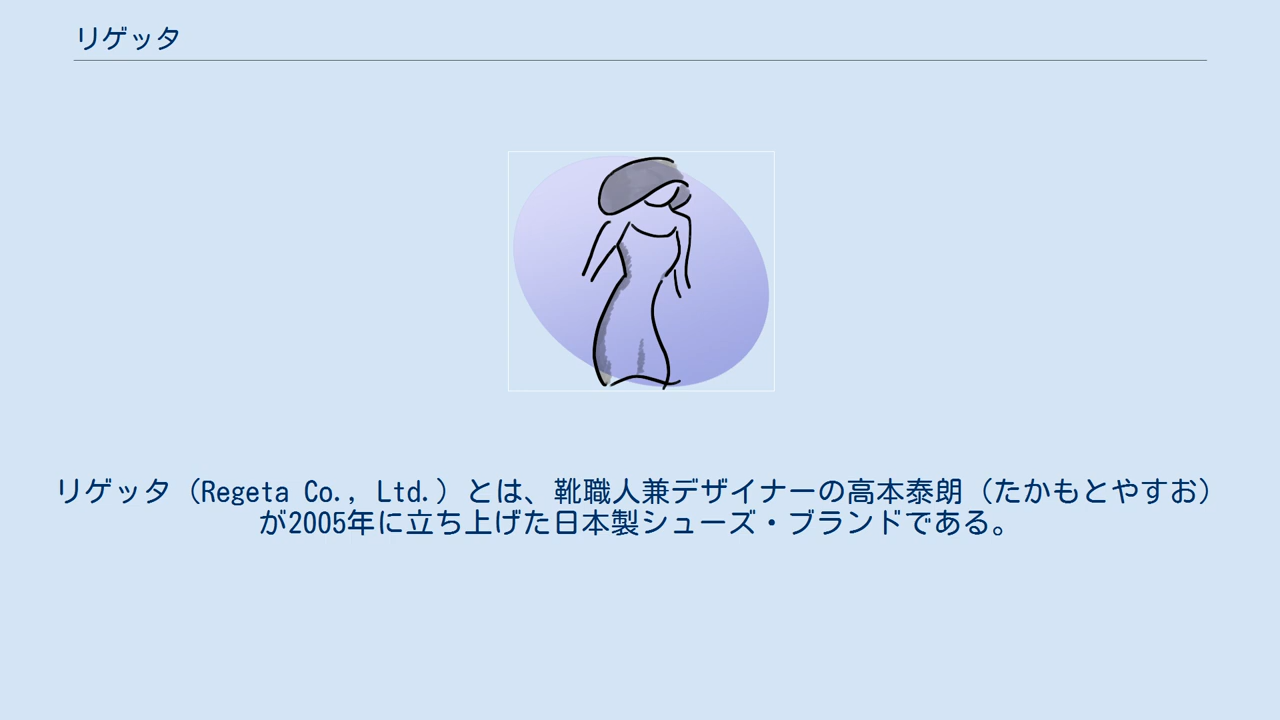 リゲッタ
リゲッタ（Regeta Co., Ltd.）とは、靴職人兼デザイナーの高本泰朗（たかもとやすお）
が2005年に立ち上げた日本製シューズ・ブランドである。